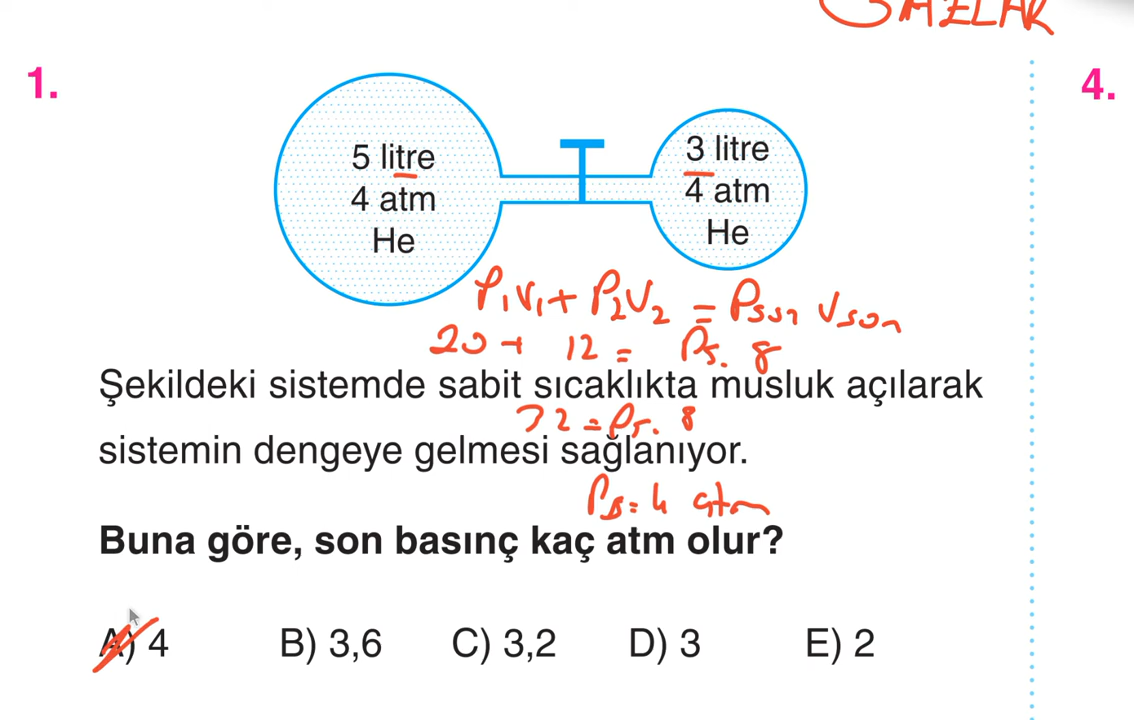 GAZLAR
1.
4.
5 litre
4 atm
He
3 litre
4 atm
He
P₁V₁ + P₂V₂ = Pson Vson
20 + 12 = Ps. 8
Şekildeki sistemde sabit sıcaklıkta musluk açılarak
32 = Ps. 8
sistemin dengeye gelmesi sağlanıyor.
Ps = 4 atm
Buna göre, son basınç kaç atm olur?
A) 4 B) 3,6 C) 3,2 D) 3 E) 2